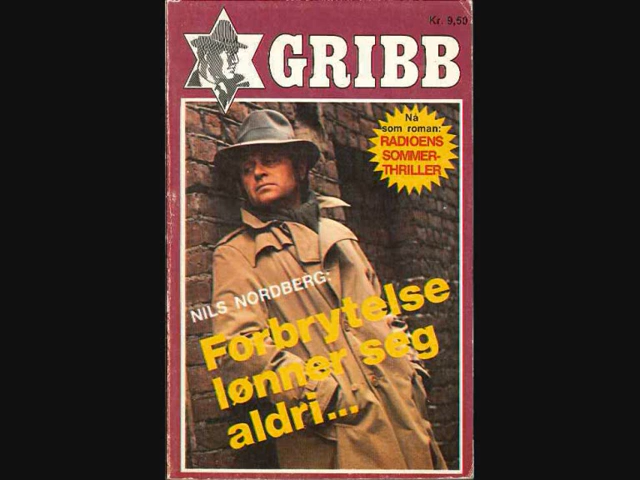 Kr. 9,50
GRIBB
Nå
som roman:
RADIOENS
SOMMER-
THRILLER
NILS NORDBERG:
Forbrytelse
lønner seg
aldri...